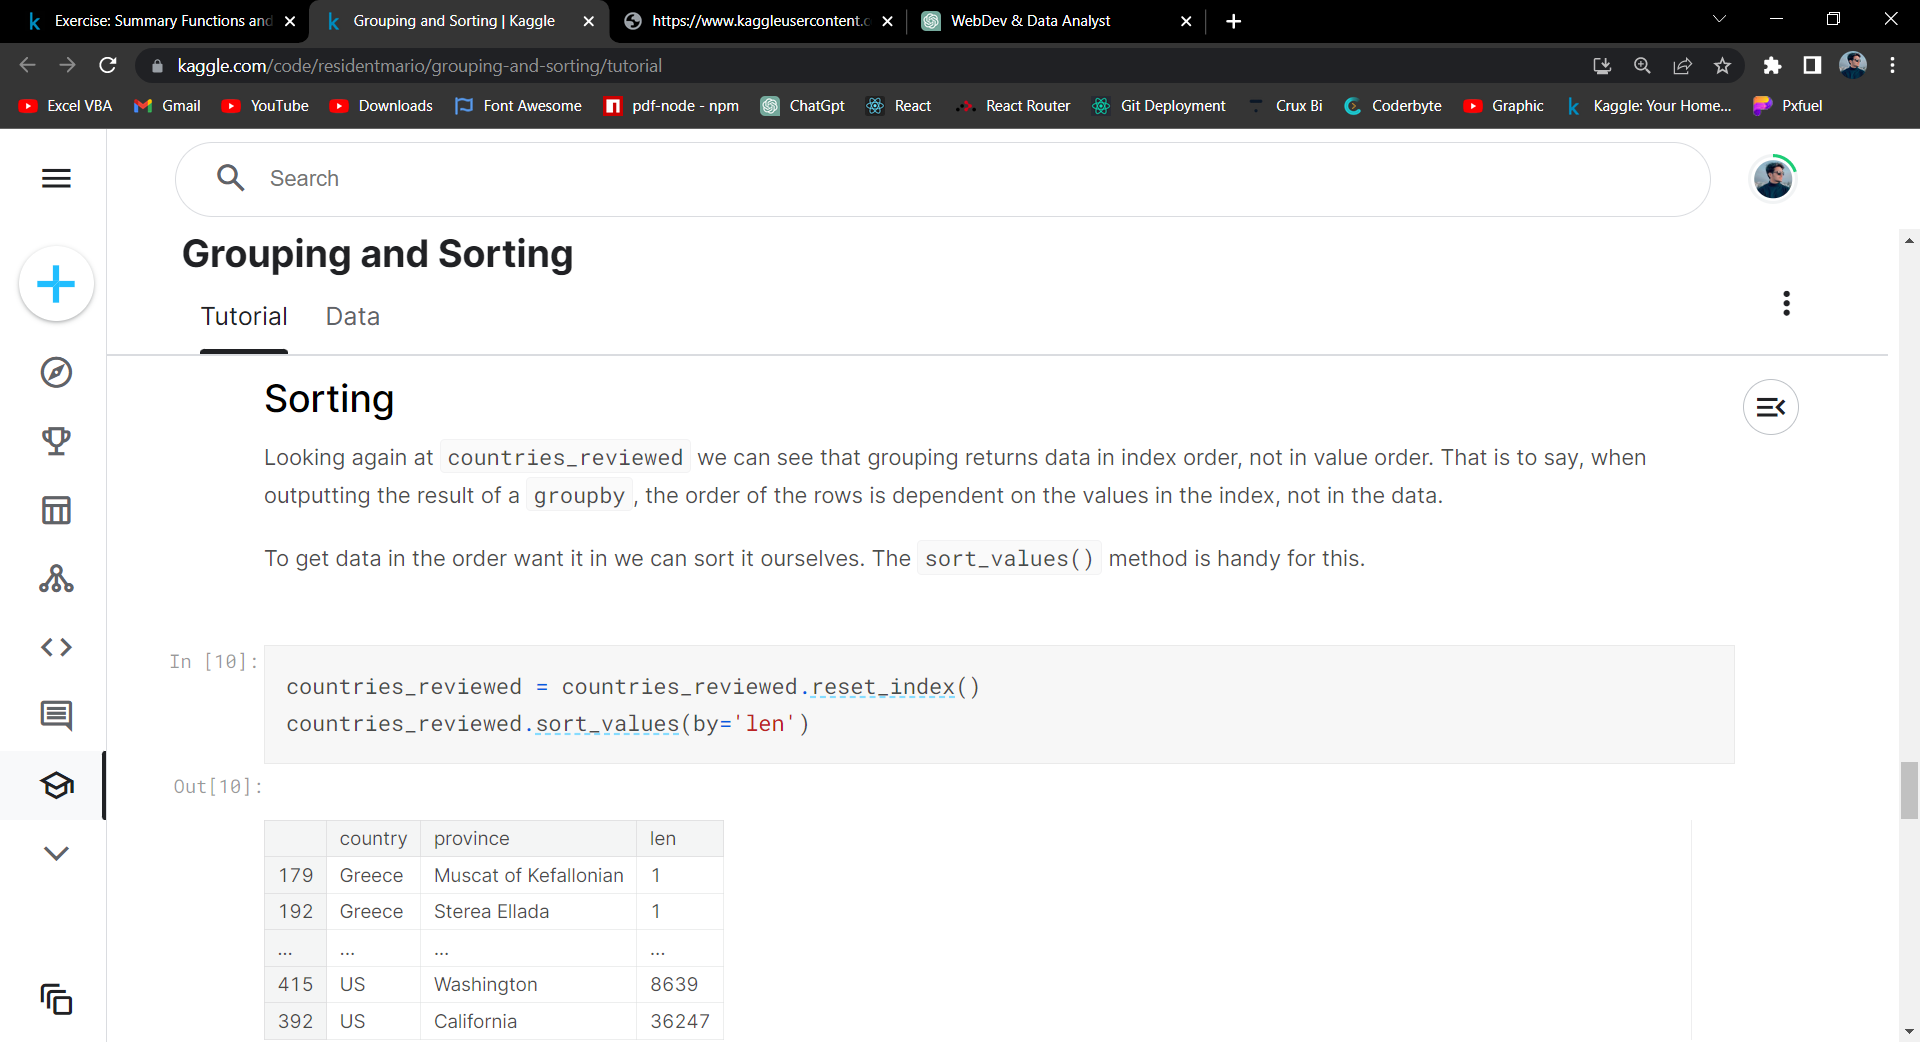 Exercise: Summary Functions and
Grouping and Sorting | Kaggle
https://www.kaggleusercontent.c
WebDev & Data Analyst
kaggle.com/code/residentmario/grouping-and-sorting/tutorial
Excel VBA
Gmail
YouTube
Downloads
Font Awesome
pdf-node - npm
ChatGpt
React
React Router
Git Deployment
Crux Bi
Coderbyte
Graphic
Kaggle: Your Home...
Pxfuel
Search
Grouping and Sorting
Tutorial Data
Sorting
Looking again at countries_reviewed we can see that grouping returns data in index order, not in value order. That is to say, when
outputting the result of a groupby , the order of the rows is dependent on the values in the index, not in the data.
To get data in the order want it in we can sort it ourselves. The sort_values() method is handy for this.
In [10]:
countries_reviewed = countries_reviewed.reset_index()
countries_reviewed.sort_values(by='len')
Out[10]:
country province len
179 Greece Muscat of Kefallonian 1
192 Greece Sterea Ellada 1
... ... ... ...
415 US Washington 8639
392 US California 36247